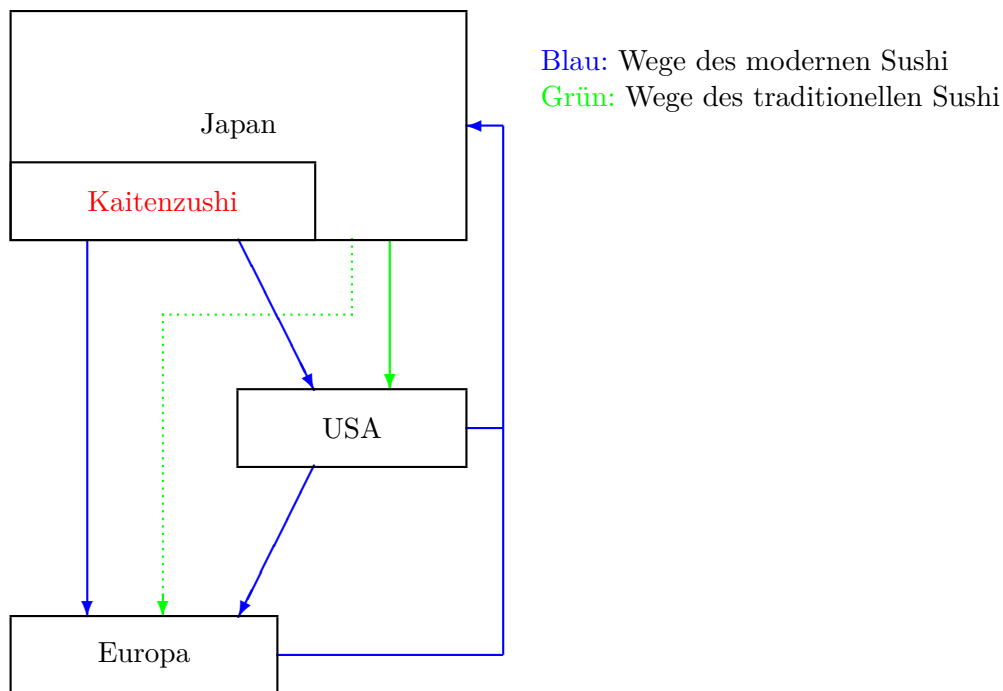 Blau: Wege des modernen Sushi
Grün: Wege des traditionellen Sushi
Japan
Kaitenzushi
USA
Europa